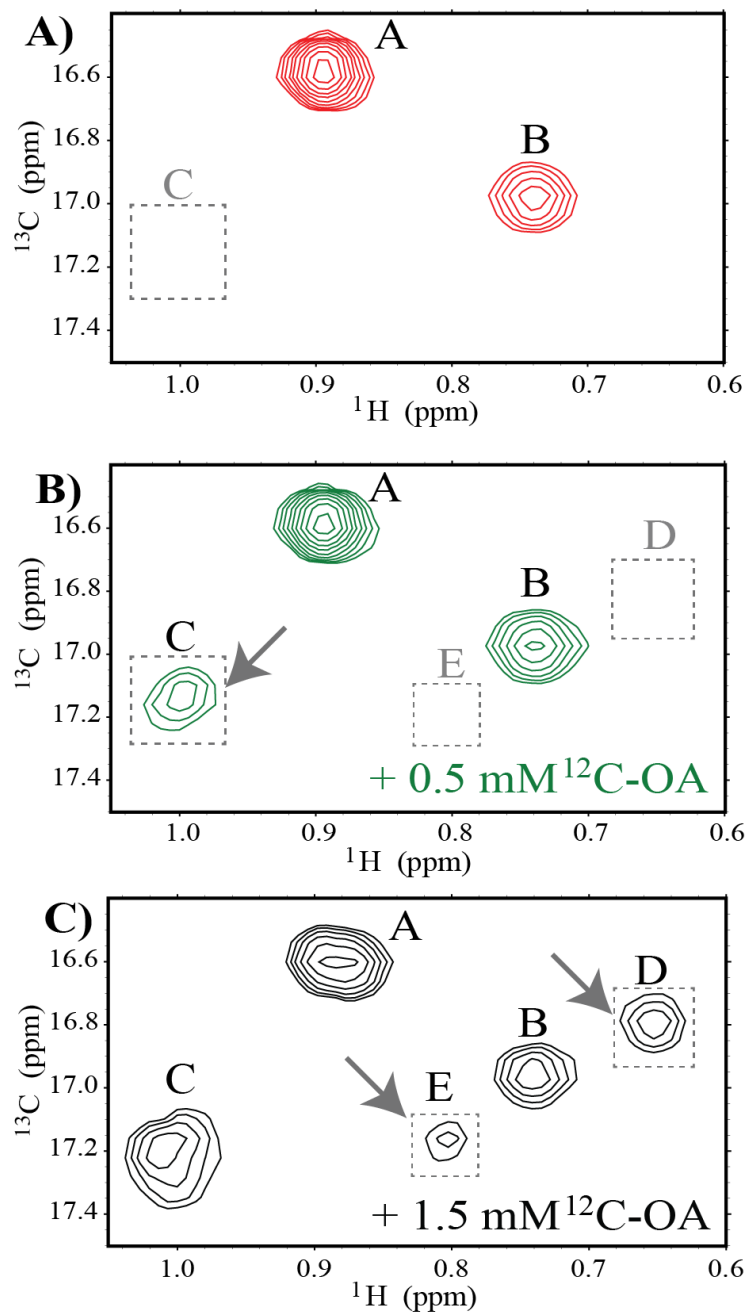 A)
A
B
C
16.6
16.8
17.0
17.2
17.4
13C (ppm)
1.0 0.9 0.8 0.7 0.6
1H (ppm)
B)
A
D
B
C
E
16.6
16.8
17.0
17.2
17.4
13C (ppm)
+ 0.5 mM 12C-OA
1.0 0.9 0.8 0.7 0.6
1H (ppm)
C)
A
D
B
C
E
16.6
16.8
17.0
17.2
17.4
13C (ppm)
+ 1.5 mM 12C-OA
1.0 0.9 0.8 0.7 0.6
1H (ppm)